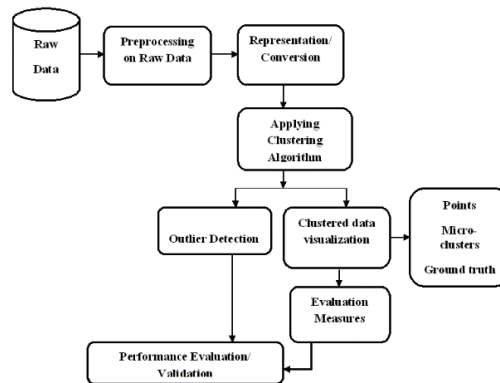 Raw
Data
Preprocessing
on Raw Data
Representation/
Conversion
Applying
Clustering
Algorithm
Outlier Detection
Clustered data
visualization
Points
Micro-
clusters
Ground truth
Evaluation
Measures
Performance Evaluation/
Validation